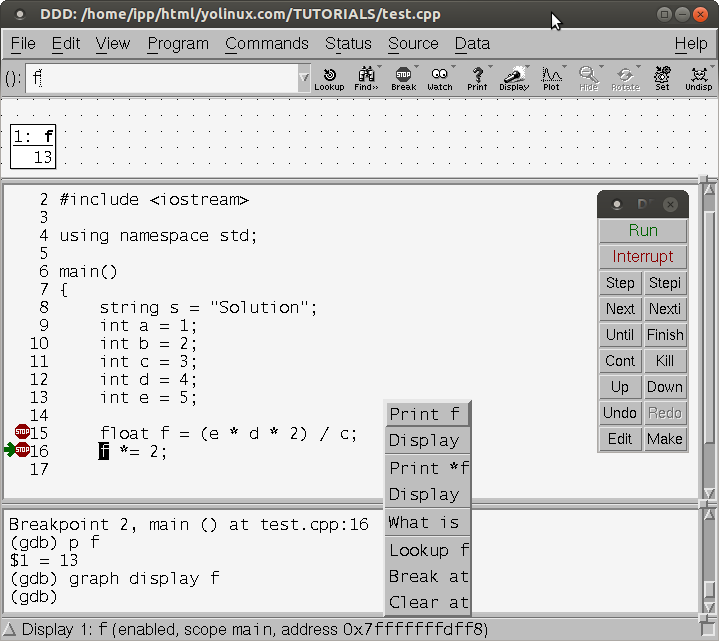 DDD: /home/ipp/html/yolinux.com/TUTORIALS/test.cpp
File Edit View Program Commands Status Source Data Help
(): f
Lookup Find>> Break Watch Print Display Plot Hide Rotate Set Undisp
1: f
13
2 #include <iostream>
3
4 using namespace std;
5
6 main()
7 {
8 string s = "Solution";
9 int a = 1;
10 int b = 2;
11 int c = 3;
12 int d = 4;
13 int e = 5;
14
STOP 15 float f = (e * d * 2) / c;
STOP 16 f *= 2;
17
Run
Interrupt
Step Stepi
Next Nexti
Until Finish
Cont Kill
Up Down
Undo Redo
Edit Make
Print f
Display
Print *f
Display
What is
Lookup f
Break at
Clear at
Breakpoint 2, main () at test.cpp:16
(gdb) p f
$1 = 13
(gdb) graph display f
(gdb)
Display 1: f (enabled, scope main, address 0x7fffffffdff8)